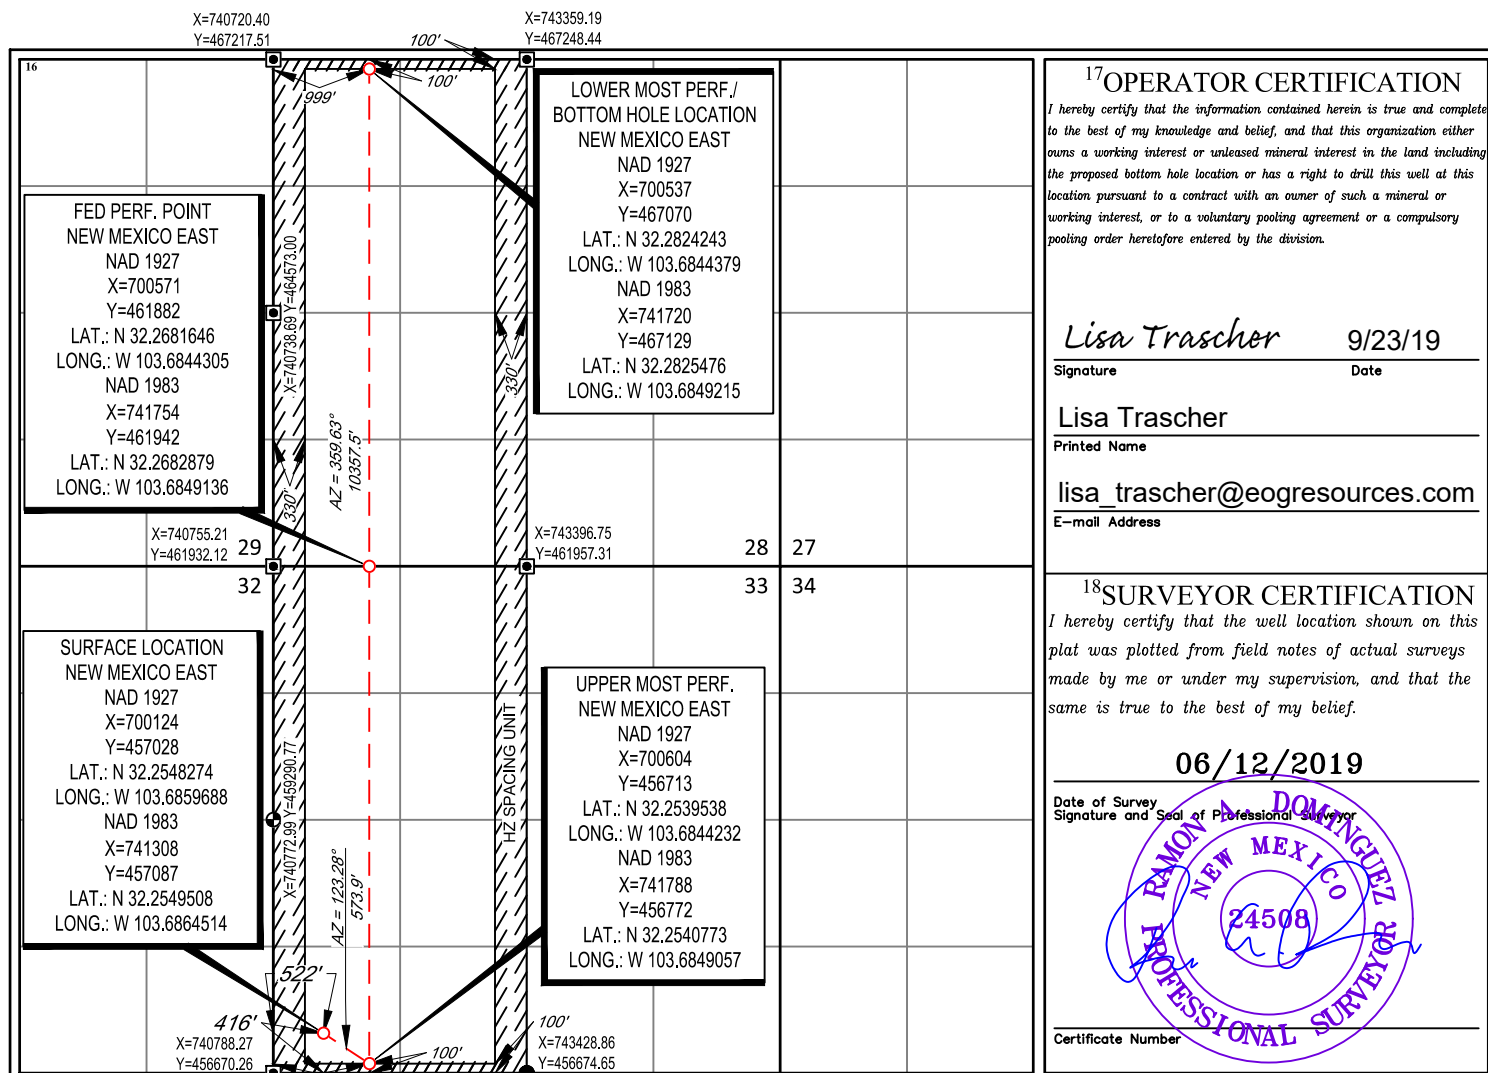 X=740720.40
Y=467217.51
X=743359.19
Y=467248.44
16
100'
100'
999'
LOWER MOST PERF./
BOTTOM HOLE LOCATION
NEW MEXICO EAST
NAD 1927
X=700537
Y=467070
LAT.: N 32.2824243
LONG.: W 103.6844379
NAD 1983
X=741720
Y=467129
LAT.: N 32.2825476
LONG.: W 103.6849215
FED PERF. POINT
NEW MEXICO EAST
NAD 1927
X=700571
Y=461882
LAT.: N 32.2681646
LONG.: W 103.6844305
NAD 1983
X=741754
Y=461942
LAT.: N 32.2682879
LONG.: W 103.6849136
X=740738.69 Y=464573.00
330'
330'
AZ = 359.63°
10357.5'
X=740755.21
Y=461932.12
X=743396.75
Y=461957.31
29
28
27
32
33
34
SURFACE LOCATION
NEW MEXICO EAST
NAD 1927
X=700124
Y=457028
LAT.: N 32.2548274
LONG.: W 103.6859688
NAD 1983
X=741308
Y=457087
LAT.: N 32.2549508
LONG.: W 103.6864514
UPPER MOST PERF.
NEW MEXICO EAST
NAD 1927
X=700604
Y=456713
LAT.: N 32.2539538
LONG.: W 103.6844232
NAD 1983
X=741788
Y=456772
LAT.: N 32.2540773
LONG.: W 103.6849057
HZ SPACING UNIT
X=740772.99 Y=459290.77
AZ = 123.28°
573.9'
522'
416'
100'
100'
X=740788.27
Y=456670.26
X=743428.86
Y=456674.65
17OPERATOR CERTIFICATION
I hereby certify that the information contained herein is true and complete
to the best of my knowledge and belief, and that this organization either
owns a working interest or unleased mineral interest in the land including
the proposed bottom hole location or has a right to drill this well at this
location pursuant to a contract with an owner of such a mineral or
working interest, or to a voluntary pooling agreement or a compulsory
pooling order heretofore entered by the division.
Lisa Trascher 9/23/19
Signature Date
Lisa Trascher
Printed Name
lisa_trascher@eogresources.com
E-mail Address
18SURVEYOR CERTIFICATION
I hereby certify that the well location shown on this
plat was plotted from field notes of actual surveys
made by me or under my supervision, and that the
same is true to the best of my belief.
06/12/2019
Date of Survey
Signature and Seal of Professional Surveyor
RAMON A. DOMINGUEZ
NEW MEXICO
24508
PROFESSIONAL SURVEYOR
Certificate Number